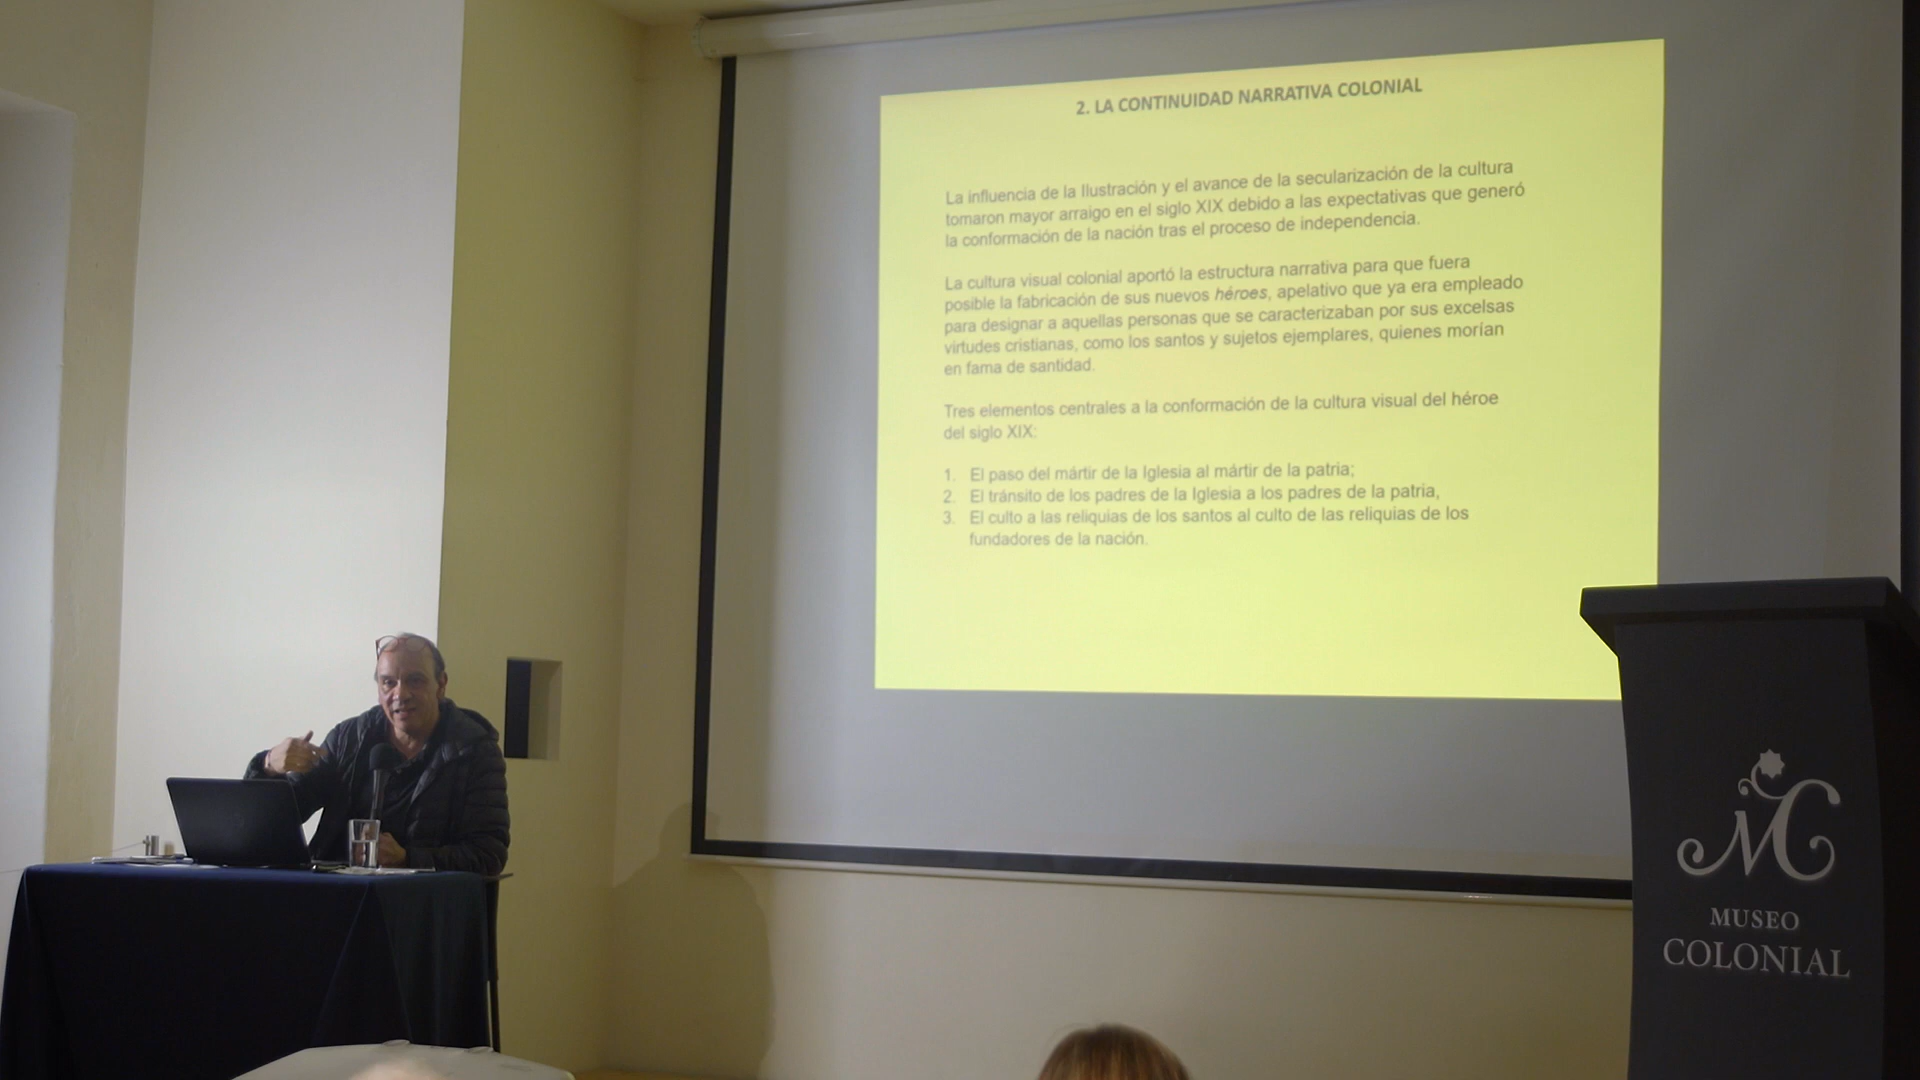 2. LA CONTINUIDAD NARRATIVA COLONIAL
La influencia de la Ilustración y el avance de la secularización de la cultura
tomaron mayor arraigo en el siglo XIX debido a las expectativas que generó
la conformación de la nación tras el proceso de independencia.
La cultura visual colonial aportó la estructura narrativa para que fuera
posible la fabricación de sus nuevos héroes, apelativo que ya era empleado
para designar a aquellas personas que se caracterizaban por sus excelsas
virtudes cristianas, como los santos y sujetos ejemplares, quienes morían
en fama de santidad.
Tres elementos centrales a la conformación de la cultura visual del héroe
del siglo XIX:
1. El paso del mártir de la Iglesia al mártir de la patria;
2. El tránsito de los padres de la Iglesia a los padres de la patria,
3. El culto a las reliquias de los santos al culto de las reliquias de los
fundadores de la nación.
MC
MUSEO
COLONIAL